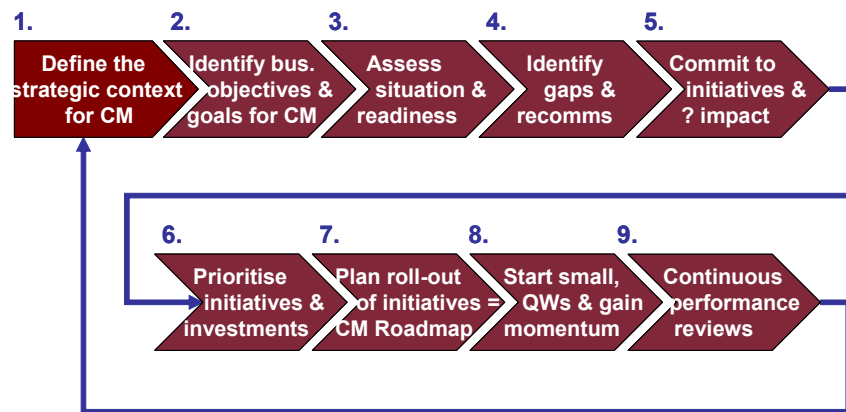 1.
Define the
strategic context
for CM
2.
Identify bus.
objectives &
goals for CM
3.
Assess
situation &
readiness
4.
Identify
gaps &
recomms
5.
Commit to
initiatives &
? impact
6.
Prioritise
initiatives &
investments
7.
Plan roll-out
of initiatives =
CM Roadmap
8.
Start small,
QWs & gain
momentum
9.
Continuous
performance
reviews